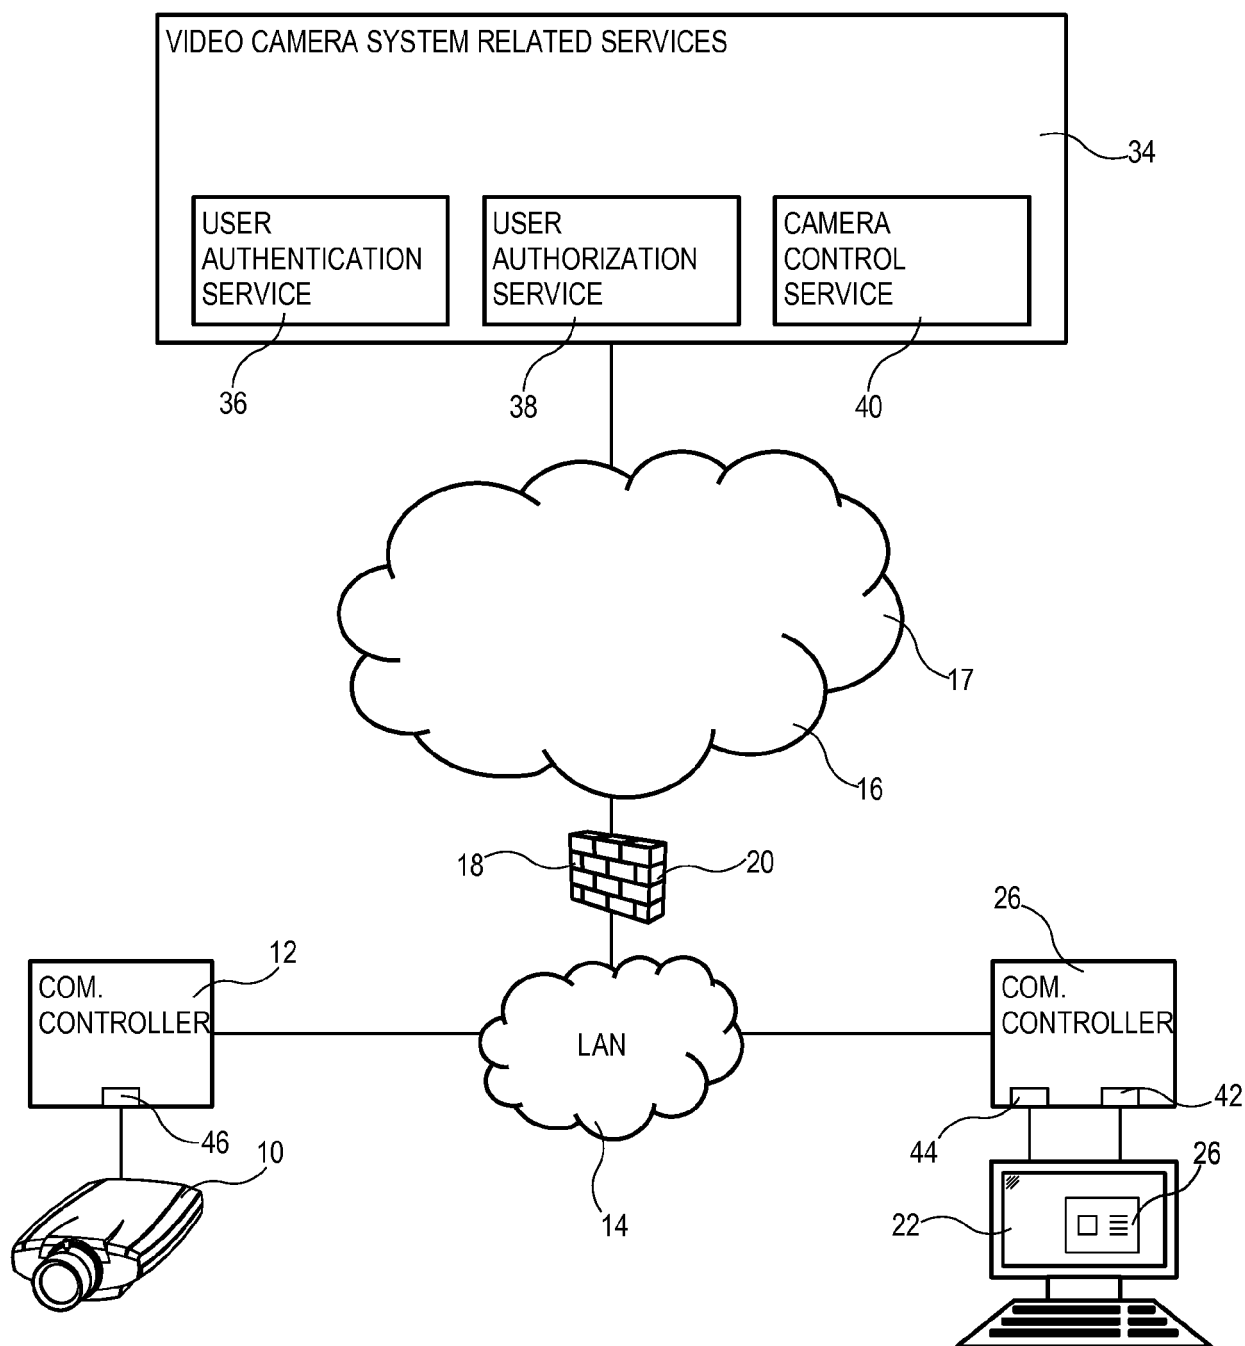 VIDEO CAMERA SYSTEM RELATED SERVICES
34
USER
AUTHENTICATION
SERVICE
USER
AUTHORIZATION
SERVICE
CAMERA
CONTROL
SERVICE
36
38
40
17
16
18
20
12
26
COM.
CONTROLLER
LAN
COM.
CONTROLLER
46
44
42
10
14
22
26